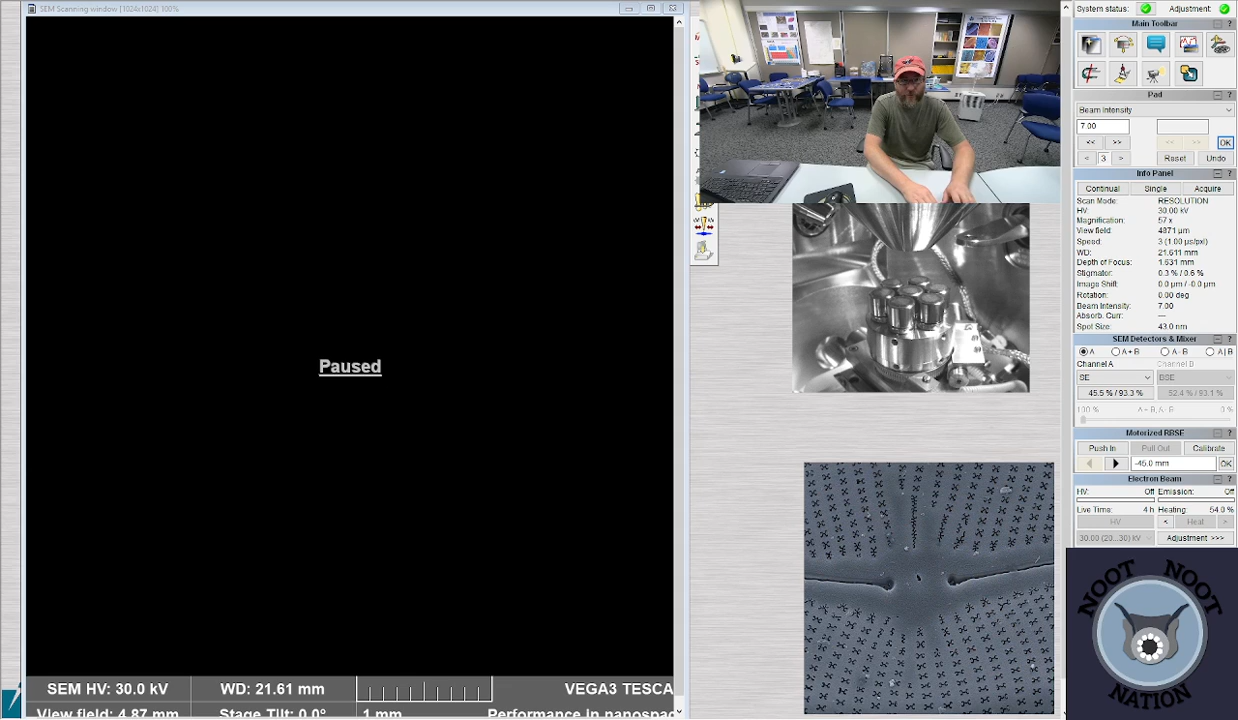 SEM Scanning window [1024x1024] 100%
Paused
SEM HV: 30.0 kV
WD: 21.61 mm
VEGA3 TESCA
View field: 4.87 mm
Stage Tilt: 0.0°
1 mm
Performance in nanospac
System status:
Adjustment:
Main Toolbar
Pad
Beam Intensity
7.00
<< >>
<< >>
OK
< 3 >
Reset
Undo
Info Panel
Continual
Single
Acquire
Scan Mode: RESOLUTION
HV: 30.00 kV
Magnification: 57 x
View field: 4871 µm
Speed: 3 (1.00 µs/pxl)
WD: 21.611 mm
Depth of Focus: 1.631 mm
Stigmator: 0.3 % / 0.6 %
Image Shift: 0.0 µm / -0.0 µm
Rotation: 0.00 deg
Beam Intensity: 7.00
Absorb. Curr: ---
Spot Size: 43.0 nm
SEM Detectors & Mixer
A
A + B
A - B
A | B
Channel A
SE
BSE
45.5 % / 93.3 %
52.4 % / 93.1 %
100 %
0 %
Motorized RBSE
Push In
Pull Out
Calibrate
-45.0 mm
OK
Electron Beam
HV: Off
Emission: Off
Live Time: 4 h
Heating: 54.0 %
HV
< Heat >
30.00 (20...30) kV
Adjustment >>>
NOOT NOOT
NATION